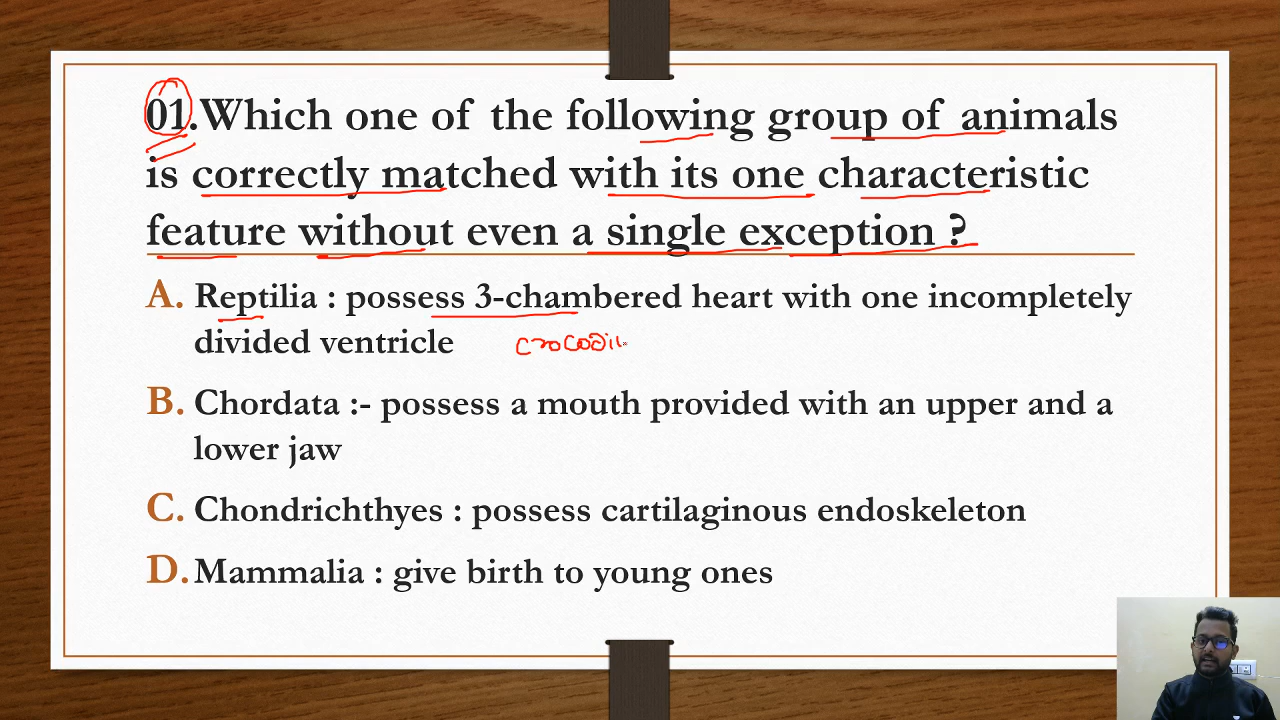 01.Which one of the following group of animals
is correctly matched with its one characteristic
feature without even a single exception ?
A. Reptilia : possess 3-chambered heart with one incompletely
divided ventricle crocodil
B. Chordata :- possess a mouth provided with an upper and a
lower jaw
C. Chondrichthyes : possess cartilaginous endoskeleton
D. Mammalia : give birth to young ones